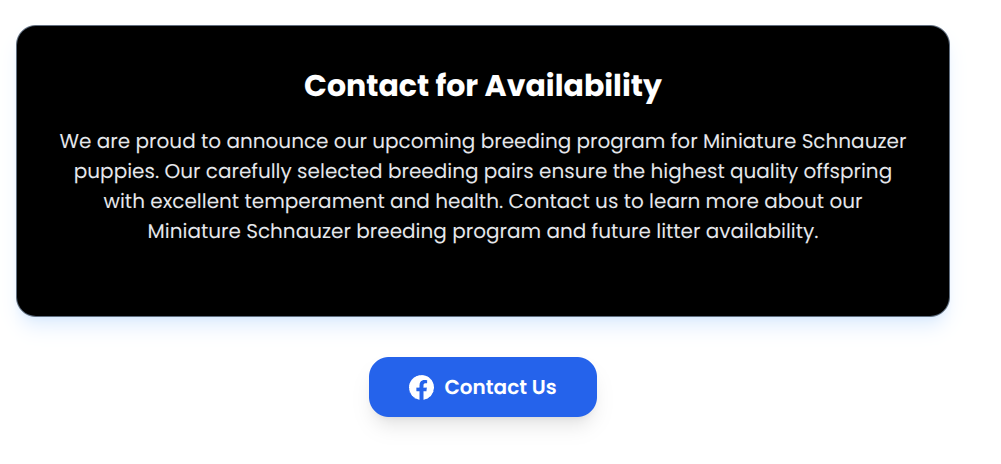 Contact for Availability
We are proud to announce our upcoming breeding program for Miniature Schnauzer
puppies. Our carefully selected breeding pairs ensure the highest quality offspring
with excellent temperament and health. Contact us to learn more about our
Miniature Schnauzer breeding program and future litter availability.
Contact Us